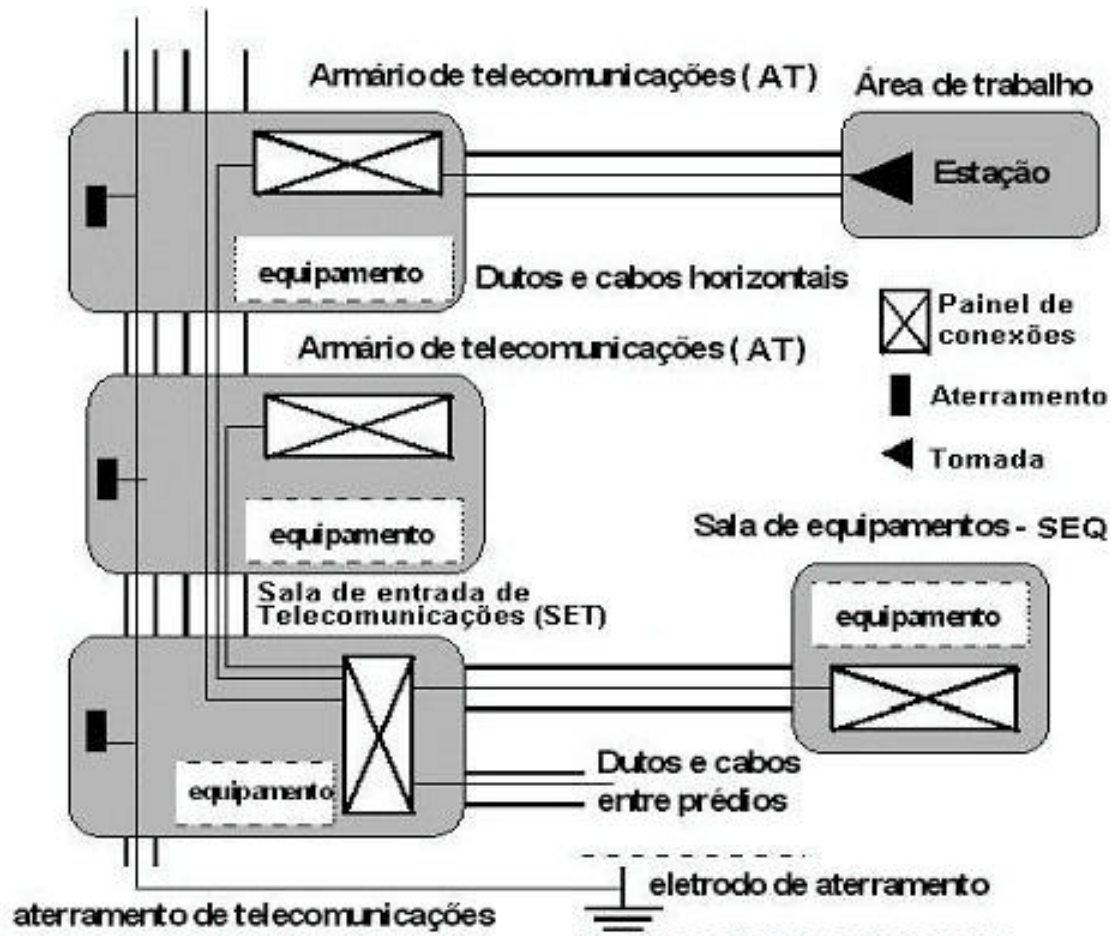 Armário de telecomunicações ( AT)
Área de trabalho
Estação
equipamento
Dutos e cabos horizontais
Painel de
conexões
Armário de telecomunicações ( AT)
Aterramento
Tomada
equipamento
Sala de equipamentos - SEQ
Sala de entrada de
Telecomunicações (SET)
equipamento
equipamento
Dutos e cabos
entre prédios
eletrodo de aterramento
aterramento de telecomunicações